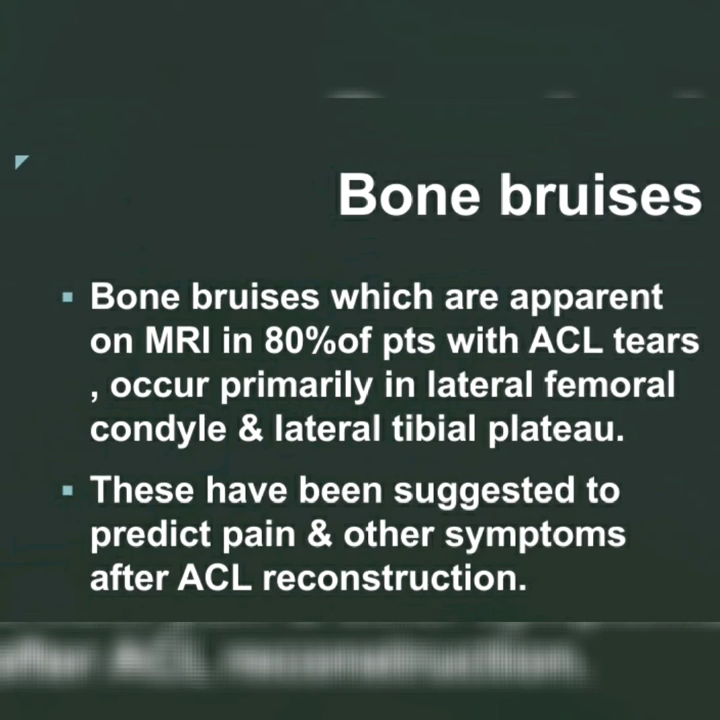 Bone bruises
▪ Bone bruises which are apparent
on MRI in 80%of pts with ACL tears
, occur primarily in lateral femoral
condyle & lateral tibial plateau.
▪ These have been suggested to
predict pain & other symptoms
after ACL reconstruction.